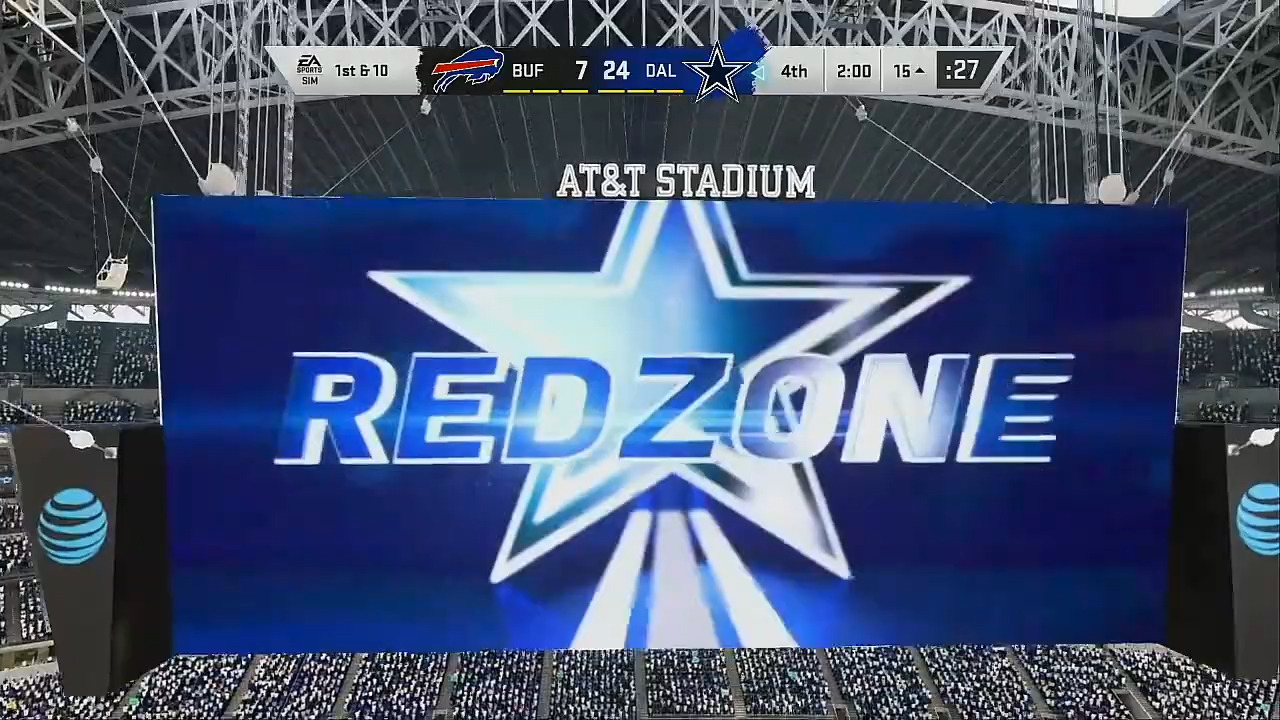 EA
SPORTS
SIM
1st & 10
BUF 7 24 DAL
4th
2:00
15
:27
AT&T STADIUM
REDZONE